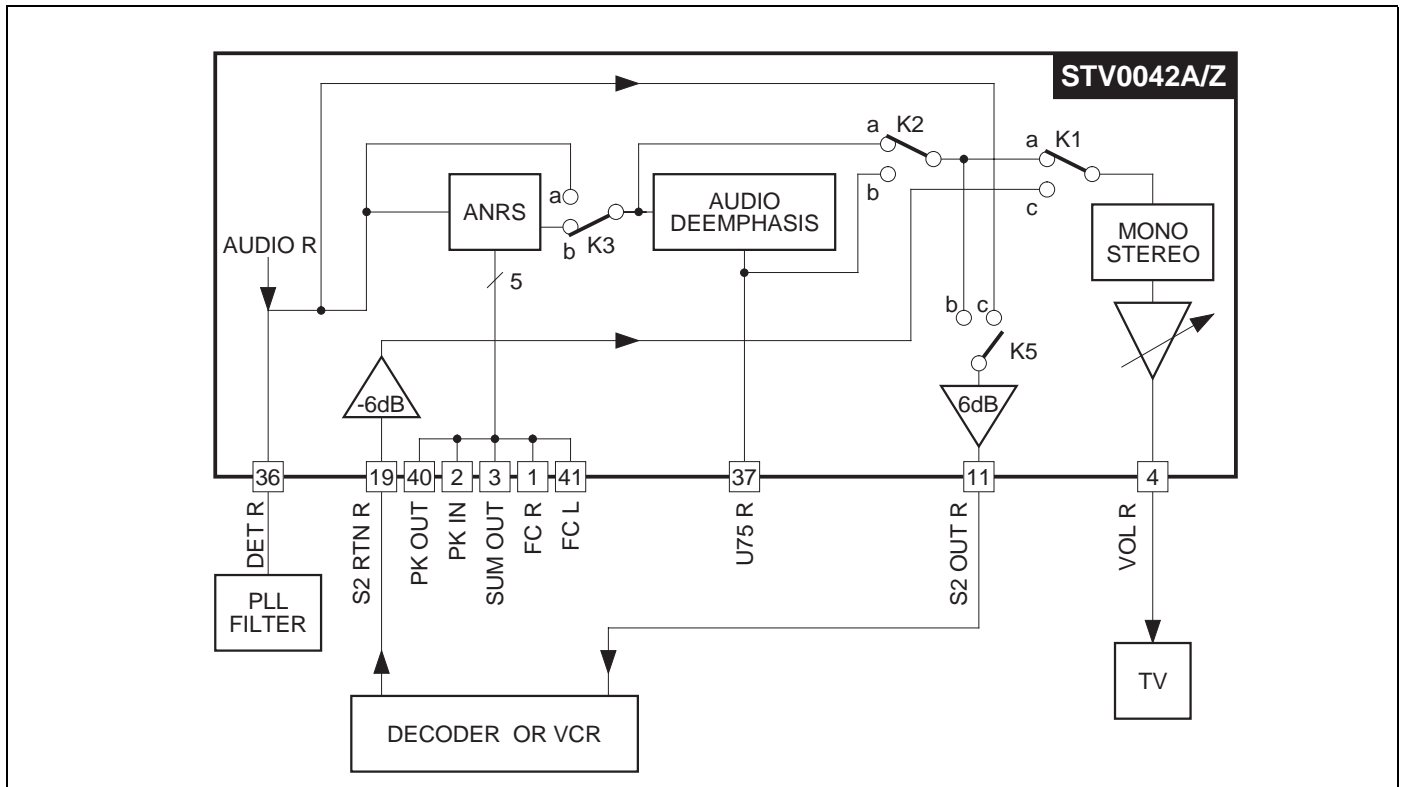 STV0042A/Z
a K2
a K1
b
c
ANRS
a
b K3
AUDIO
DEEMPHASIS
MONO
STEREO
AUDIO R
5
b c
K5
-6dB
6dB
36
19
40
2
3
1
41
37
11
4
DET R
S2 RTN R
PK OUT
PK IN
SUM OUT
FC R
FC L
U75 R
S2 OUT R
VOL R
PLL
FILTER
TV
DECODER OR VCR